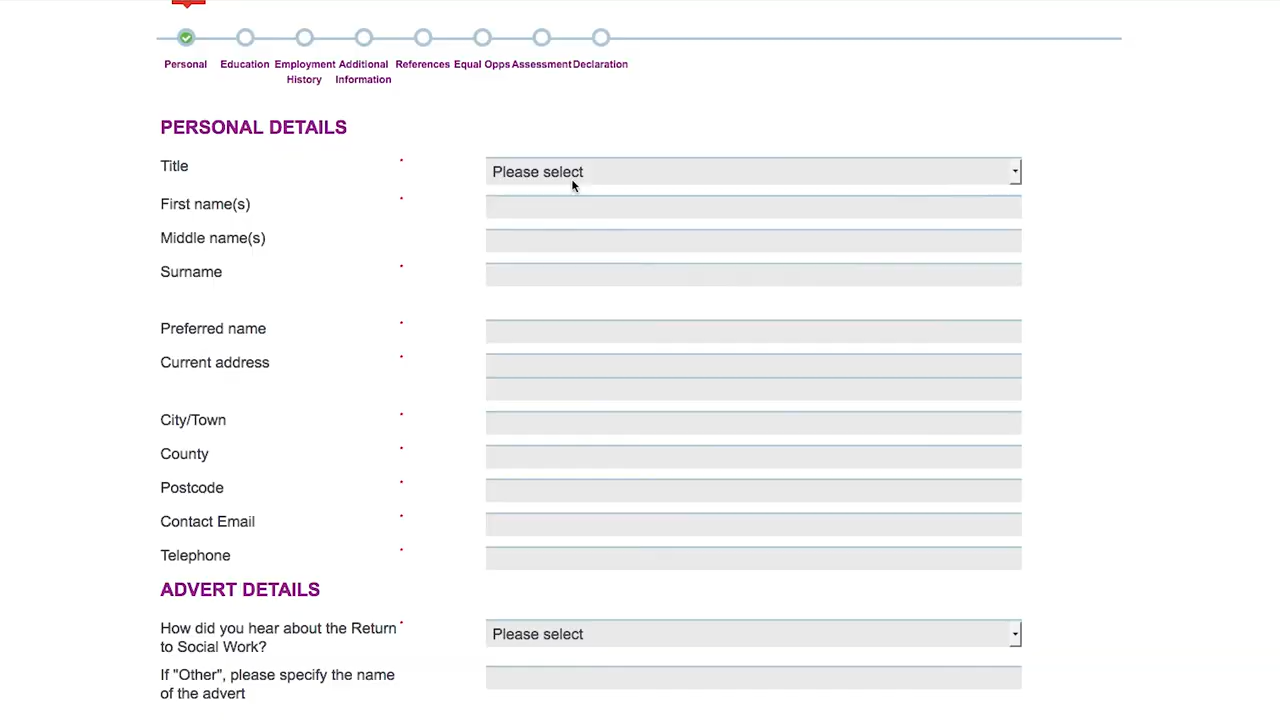 Personal
Education
Employment
History
Additional
Information
References
Equal Opps
Assessment
Declaration
PERSONAL DETAILS
Title
Please select
First name(s)
Middle name(s)
Surname
Preferred name
Current address
City/Town
County
Postcode
Contact Email
Telephone
ADVERT DETAILS
How did you hear about the Return
to Social Work?
Please select
If "Other", please specify the name
of the advert